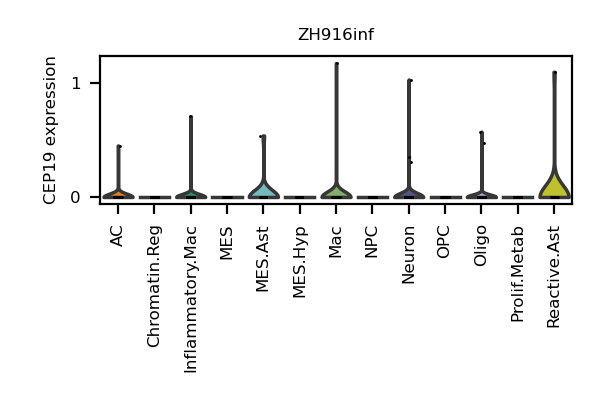 ZH916inf
CEP19 expression
1
0
AC
Chromatin.Reg
Inflammatory.Mac
MES
MES.Ast
MES.Hyp
Mac
NPC
Neuron
OPC
Oligo
Prolif.Metab
Reactive.Ast